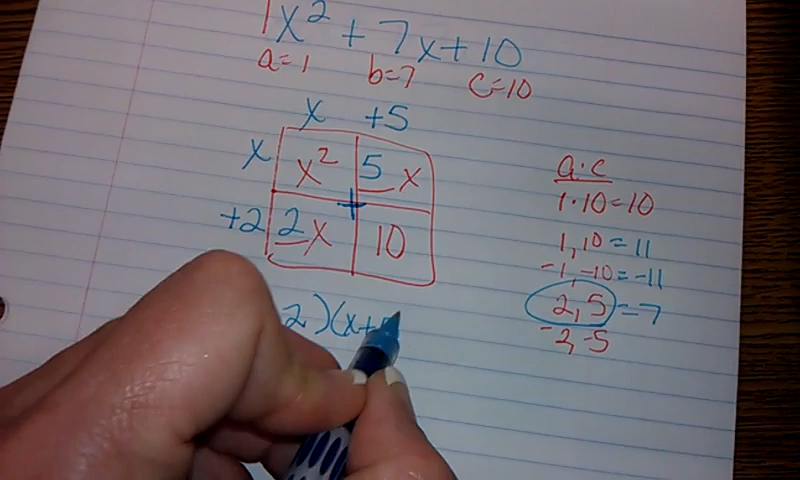 1x² + 7x + 10
a=1 b=7 C=10
x +5
x x² 5x
+
+2 2x 10
2)(x+
a·c
1·10=10
1,10=11
-1,-10=-11
2,5=7
-2,-5